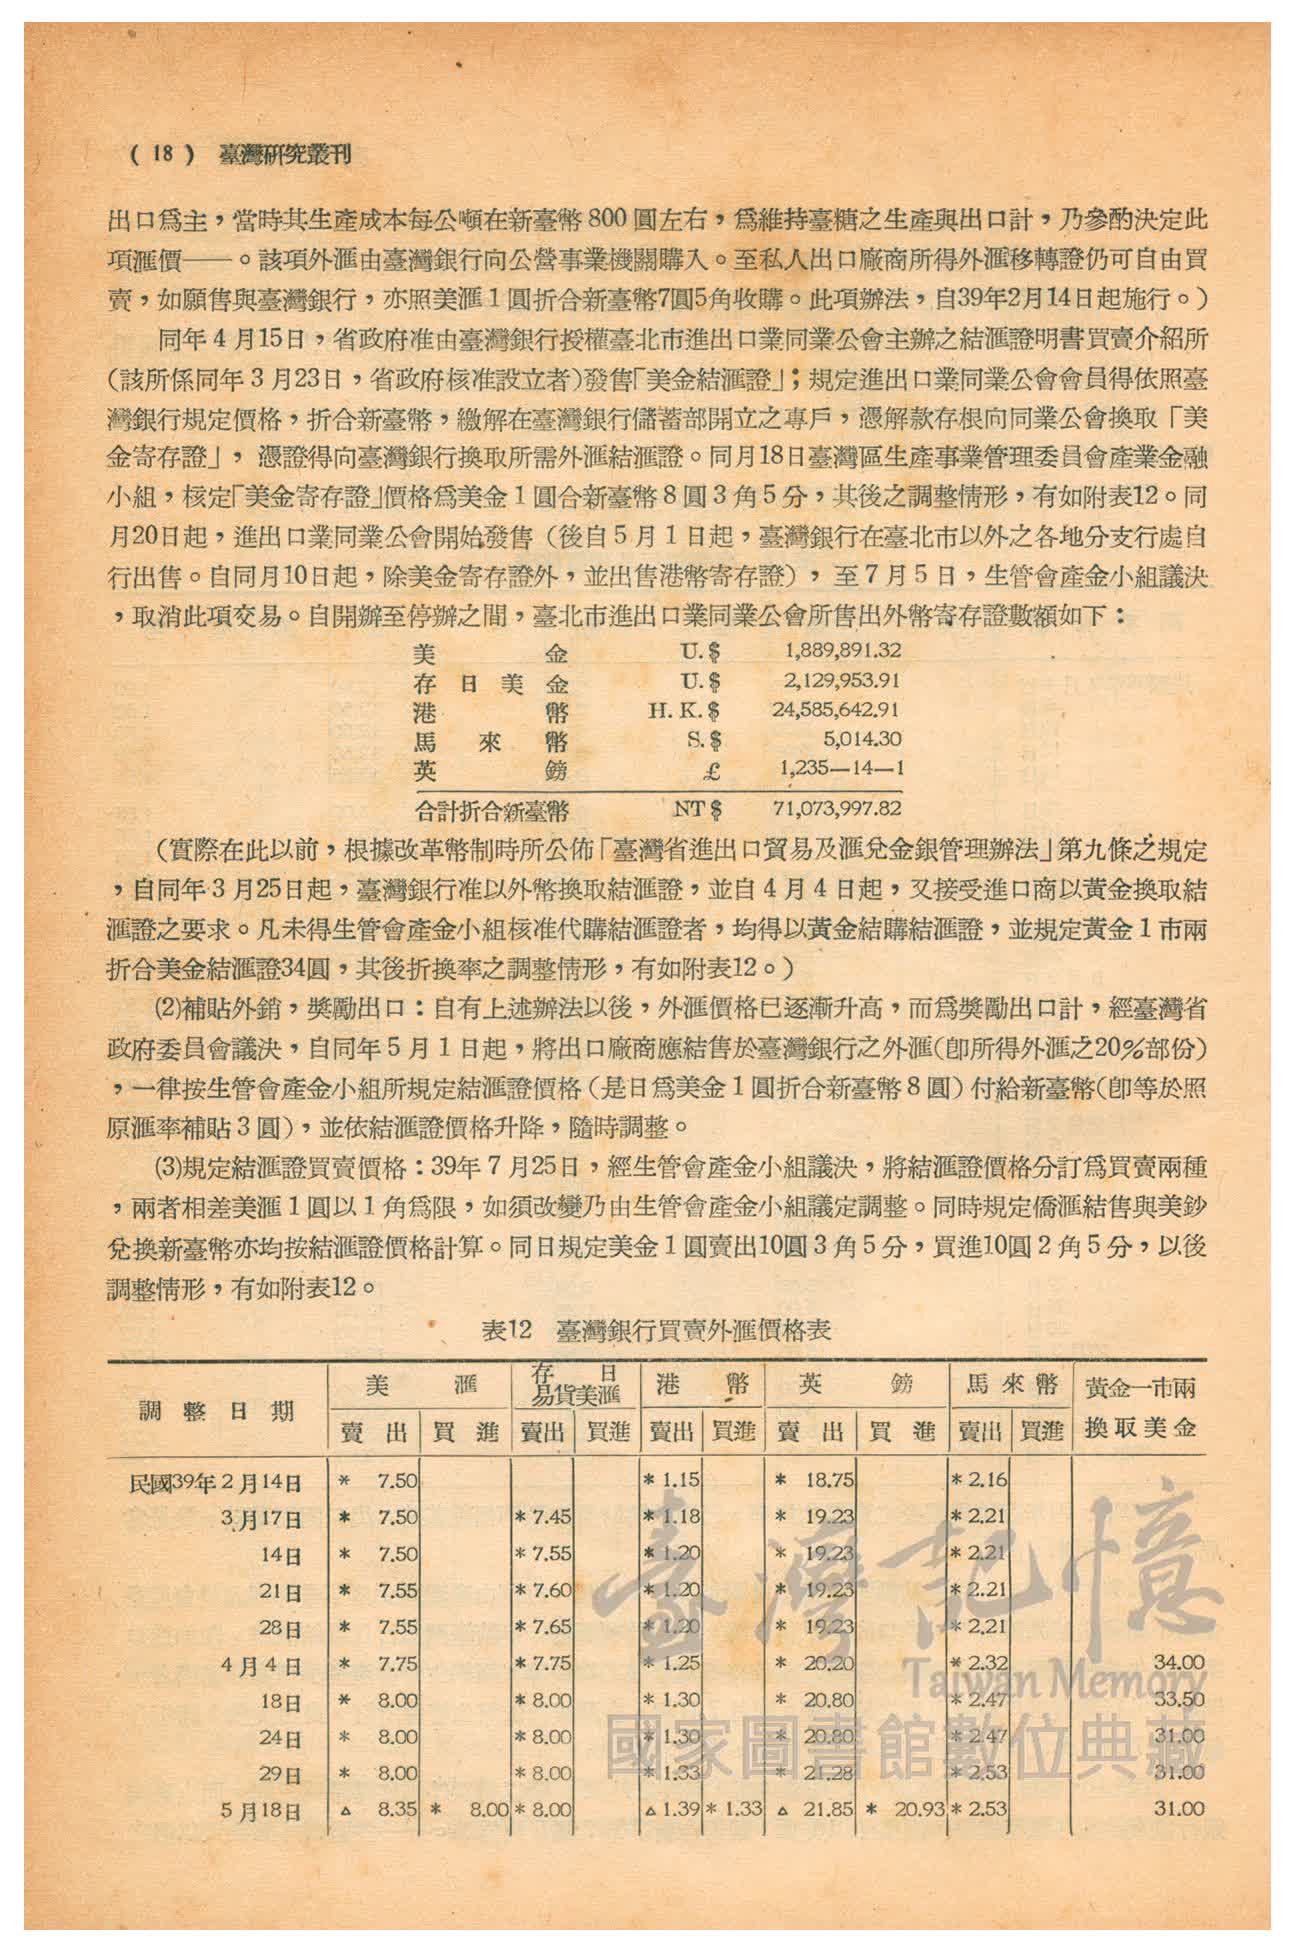 ( 18 ) 臺灣研究叢刊
出口爲主，當時其生產成本每公噸在新臺幣800圓左右，爲維持臺糖之生產與出口計，乃參酌決定此
項滙價——。該項外滙由臺灣銀行向公營事業機關購入。至私人出口廠商所得外滙移轉證仍可自由買
賣，如願售與臺灣銀行，亦照美滙1圓折合新臺幣7圓5角收購。此項辦法，自39年2月14日起施行。）
同年4月15日，省政府准由臺灣銀行授權臺北市進出口業同業公會主辦之結滙證明書買賣介紹所
(該所係同年3月23日，省政府核准設立者)發售「美金結滙證」；規定進出口業同業公會會員得依照臺
灣銀行規定價格，折合新臺幣，繳解在臺灣銀行儲蓄部開立之專戶，憑解款存根向同業公會換取「美
金寄存證」，憑證得向臺灣銀行換取所需外滙結滙證。同月18日臺灣區生產事業管理委員會產業金融
小組，核定「美金寄存證」價格爲美金1圓合新臺幣8圓3角5分，其後之調整情形，有如附表12。同
月20日起，進出口業同業公會開始發售（後自5月1日起，臺灣銀行在臺北市以外之各地分支行處自
行出售。自同月10日起，除美金寄存證外，並出售港幣寄存證），至7月5日，生管會產金小組議決
，取消此項交易。自開辦至停辦之間，臺北市進出口業同業公會所售出外幣寄存證數額如下：
美金 U.$ 1,889,891.32
存日美金 U.$ 2,129,953.91
港幣 H.K.$ 24,585,642.91
馬來幣 S.$ 5,014.30
英鎊 £ 1,235—14—1
合計折合新臺幣 NT$ 71,073,997.82
（實際在此以前，根據改革幣制時所公佈「臺灣省進出口貿易及滙兌金銀管理辦法」第九條之規定
，自同年3月25日起，臺灣銀行准以外幣換取結滙證，並自4月4日起，又接受進口商以黃金換取結
滙證之要求。凡未得生管會產金小組核准代購結滙證者，均得以黃金結購結滙證，並規定黃金1市兩
折合美金結滙證34圓，其後折換率之調整情形，有如附表12。）
(2)補貼外銷，獎勵出口：自有上述辦法以後，外滙價格已逐漸升高，而爲獎勵出口計，經臺灣省
政府委員會議決，自同年5月1日起，將出口廠商應結售於臺灣銀行之外滙(卽所得外滙之20%部份)
，一律按生管會產金小組所規定結滙證價格(是日爲美金1圓折合新臺幣8圓)付給新臺幣(卽等於照
原滙率補貼3圓)，並依結滙證價格升降，隨時調整。
(3)規定結滙證買賣價格：39年7月25日，經生管會產金小組議決，將結滙證價格分訂爲買賣兩種
，兩者相差美滙1圓以1角爲限，如須改變乃由生管會產金小組議定調整。同時規定僑滙結售與美鈔
兌換新臺幣亦均按結滙證價格計算。同日規定美金1圓賣出10圓3角5分，買進10圓2角5分，以後
調整情形，有如附表12。
表12 臺灣銀行買賣外滙價格表
調整日期 美滙 存日易貨美滙 港幣 英鎊 馬來幣 黃金一市兩換取美金
賣出 買進 賣出 買進 賣出 買進 賣出 買進 賣出 買進
民國39年2月14日 * 7.50 * 1.15 * 18.75 * 2.16
3月17日 * 7.50 * 7.45 * 1.18 * 19.23 * 2.21
14日 * 7.50 * 7.55 * 1.20 * 19.23 * 2.21
21日 * 7.55 * 7.60 * 1.20 * 19.23 * 2.21
28日 * 7.55 * 7.65 * 1.20 * 19.23 * 2.21
4月4日 * 7.75 * 7.75 * 1.25 * 20.20 * 2.32 34.00
18日 * 8.00 * 8.00 * 1.30 * 20.80 * 2.47 33.50
24日 * 8.00 * 8.00 * 1.30 * 20.80 * 2.47 31.00
29日 * 8.00 * 8.00 * 1.33 * 21.28 * 2.53 31.00
5月18日 △ 8.35 * 8.00 * 8.00 △ 1.39 * 1.33 △ 21.85 * 20.93 * 2.53 31.00
臺灣記憶
Taiwan Memory
國家圖書館數位典藏